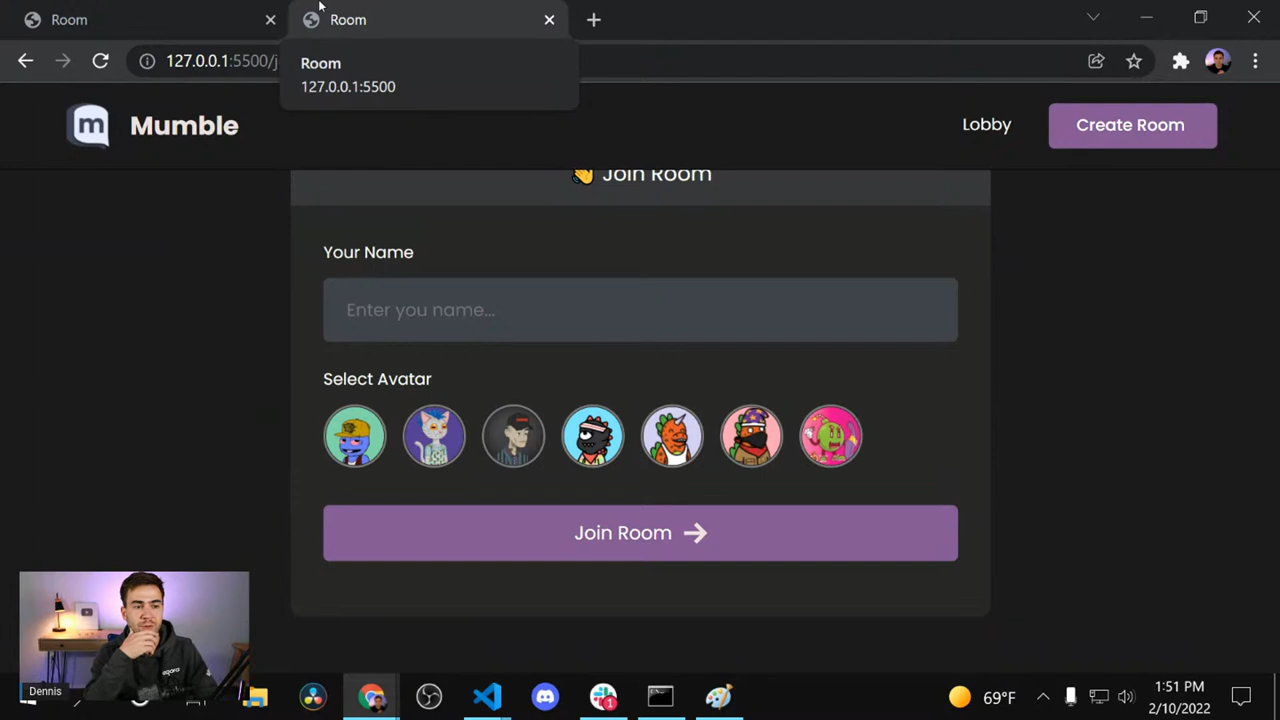 Room
Room
127.0.0.1:5500/j
Room
127.0.0.1:5500
m
Mumble
Lobby
Create Room
Join Room
Your Name
Enter you name...
Select Avatar
Join Room
Dennis
1
69°F
1:51 PM
2/10/2022